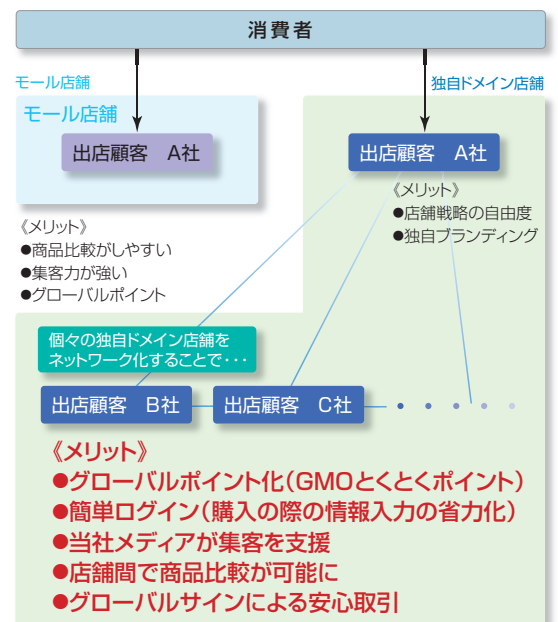 消費者
モール店舗
独自ドメイン店舗
モール店舗
出店顧客　A社
出店顧客　A社
《メリット》
●店舗戦略の自由度
●独自ブランディング
《メリット》
●商品比較がしやすい
●集客力が強い
●グローバルポイント
個々の独自ドメイン店舗を
ネットワーク化することで・・・
出店顧客　B社
出店顧客　C社
《メリット》
●グローバルポイント化（GMOとくとくポイント）
●簡単ログイン（購入の際の情報入力の省力化）
●当社メディアが集客を支援
●店舗間で商品比較が可能に
●グローバルサインによる安心取引